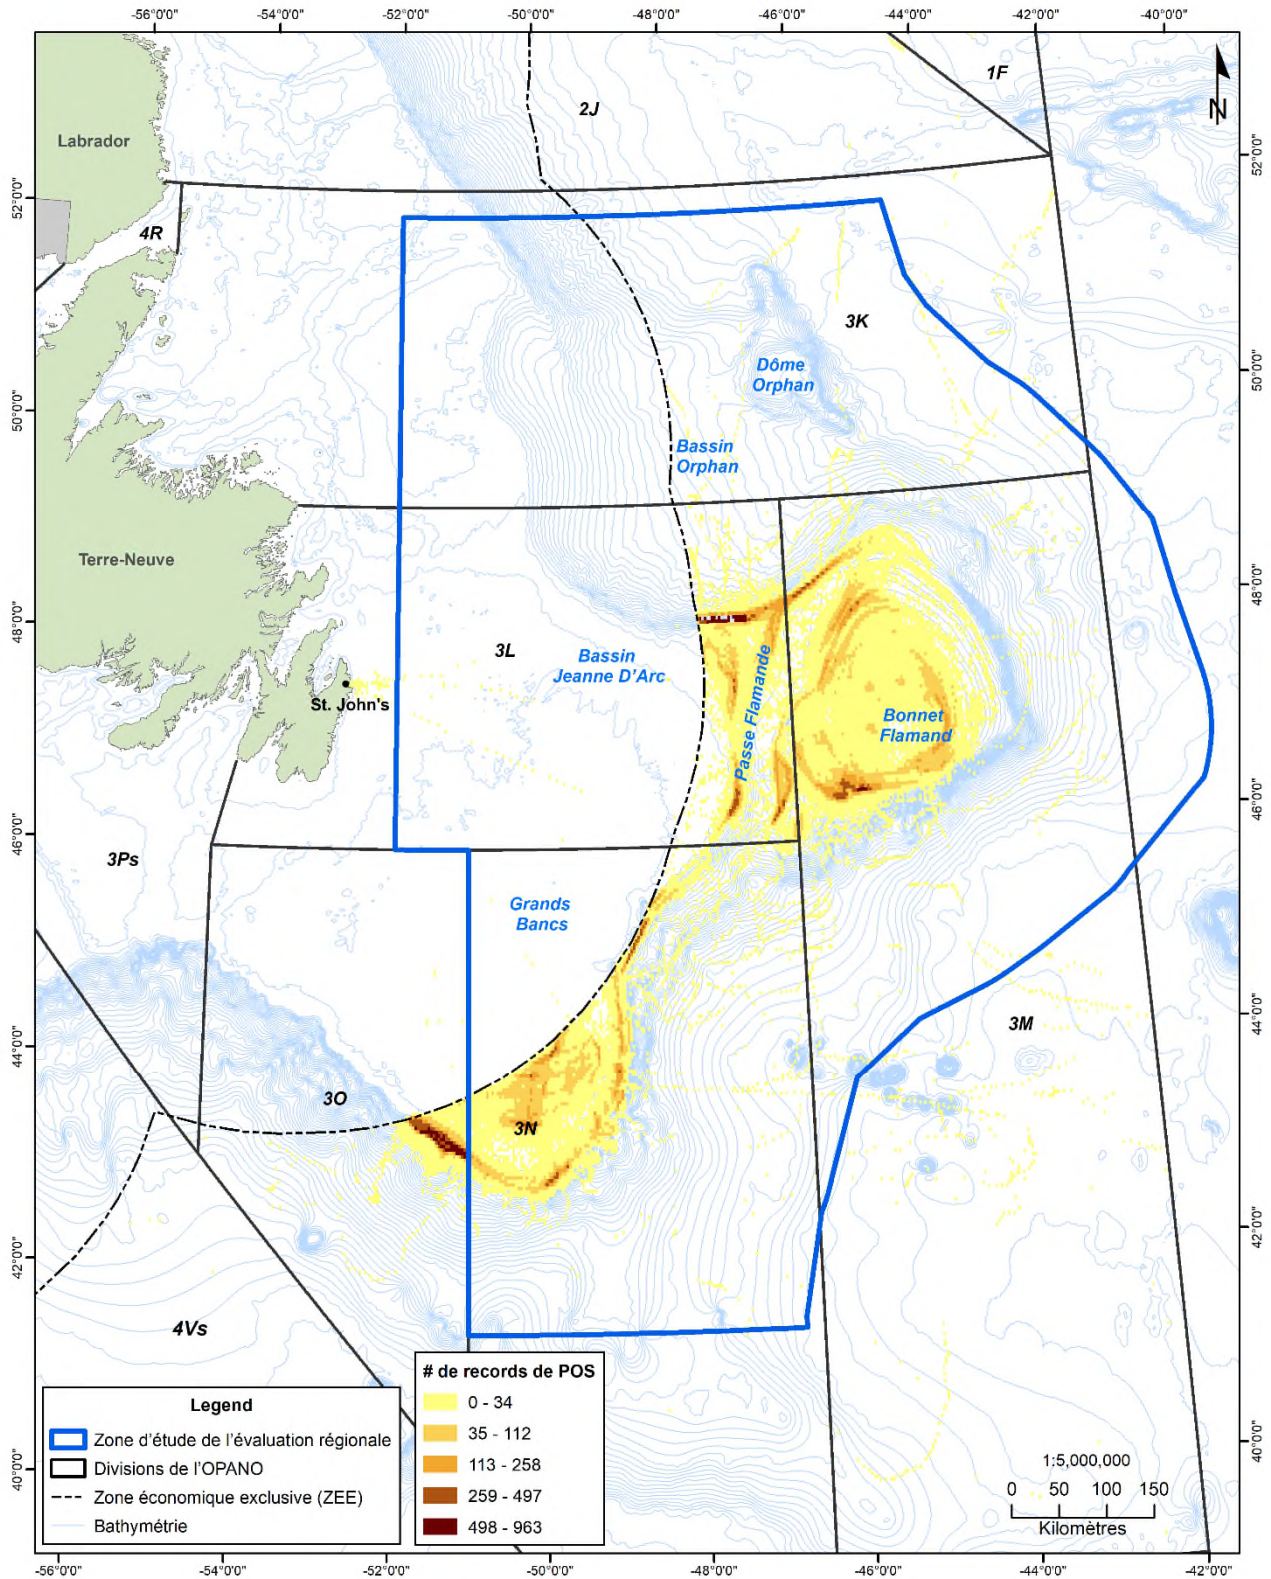 -56°0'0" -54°0'0" -52°0'0" -50°0'0" -48°0'0" -46°0'0" -44°0'0" -42°0'0" -40°0'0"
1F
N
2J
Labrador
52°0'0"
52°0'0"
4R
3K
Dôme
Orphan
50°0'0"
50°0'0"
Bassin
Orphan
Terre-Neuve
48°0'0"
48°0'0"
3L
Bassin
Jeanne D'Arc
St. John's
Passe Flamande
Bonnet
Flamand
46°0'0"
46°0'0"
3Ps
Grands
Bancs
44°0'0"
44°0'0"
3M
3O
3N
42°0'0"
42°0'0"
4Vs
# de records de POS
0 - 34
35 - 112
113 - 258
259 - 497
498 - 963
Legend
Zone d'étude de l'évaluation régionale
Divisions de l'OPANO
Zone économique exclusive (ZEE)
Bathymétrie
40°0'0"
40°0'0"
1:5,000,000
0 50 100 150
Kilomètres
-56°0'0" -54°0'0" -52°0'0" -50°0'0" -48°0'0" -46°0'0" -44°0'0" -42°0'0"